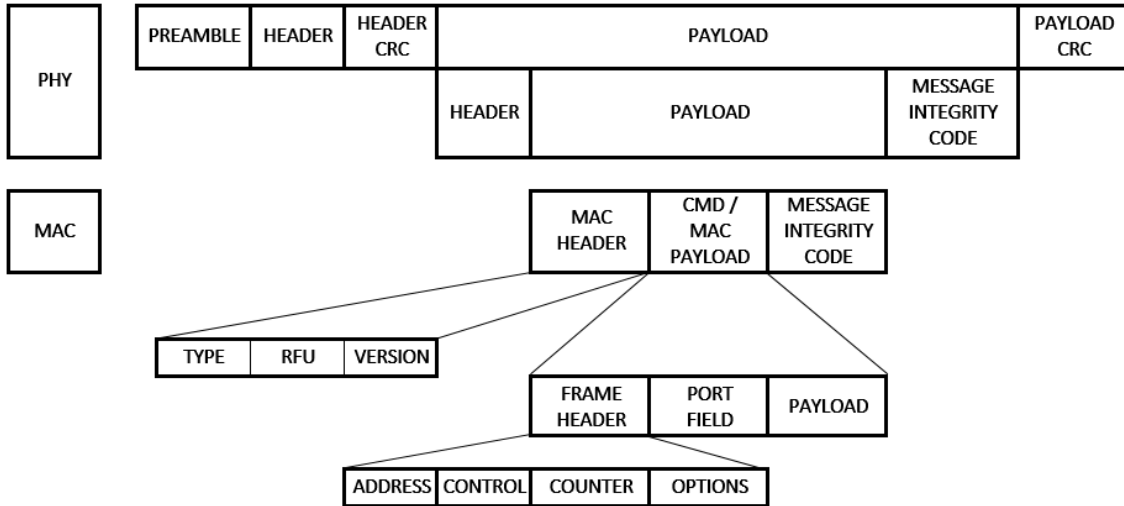 PHY
PREAMBLE
HEADER
HEADER
CRC
PAYLOAD
PAYLOAD
CRC
HEADER
PAYLOAD
MESSAGE
INTEGRITY
CODE
MAC
MAC
HEADER
CMD /
MAC
PAYLOAD
MESSAGE
INTEGRITY
CODE
TYPE
RFU
VERSION
FRAME
HEADER
PORT
FIELD
PAYLOAD
ADDRESS
CONTROL
COUNTER
OPTIONS